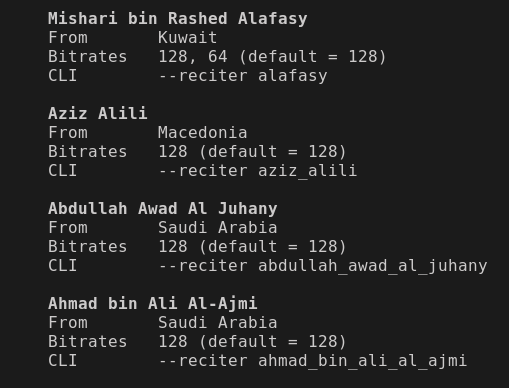 Mishari bin Rashed Alafasy
From Kuwait
Bitrates 128, 64 (default = 128)
CLI --reciter alafasy
Aziz Alili
From Macedonia
Bitrates 128 (default = 128)
CLI --reciter aziz_alili
Abdullah Awad Al Juhany
From Saudi Arabia
Bitrates 128 (default = 128)
CLI --reciter abdullah_awad_al_juhany
Ahmad bin Ali Al-Ajmi
From Saudi Arabia
Bitrates 128 (default = 128)
CLI --reciter ahmad_bin_ali_al_ajmi